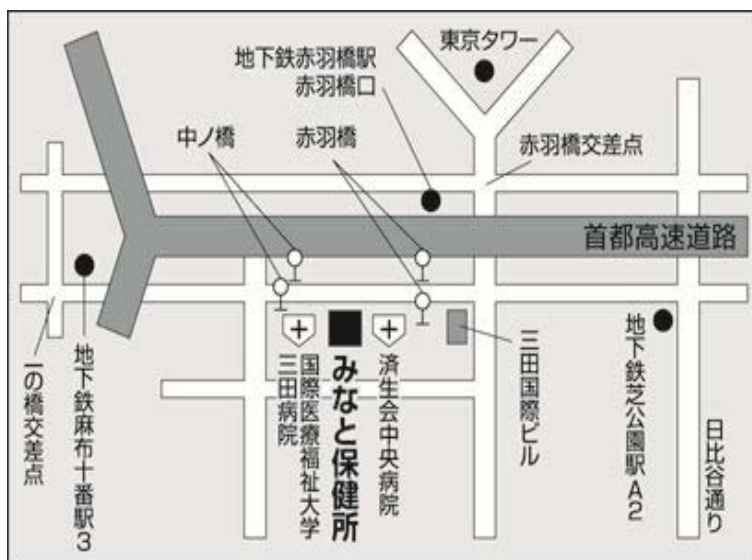 東京タワー
地下鉄赤羽橋駅
赤羽橋口
中ノ橋
赤羽橋
赤羽橋交差点
首都高速道路
一の橋交差点
地下鉄麻布十番駅3
国際医療福祉大学
三田病院
みなと保健所
済生会中央病院
三田国際ビル
地下鉄芝公園駅A2
日比谷通り